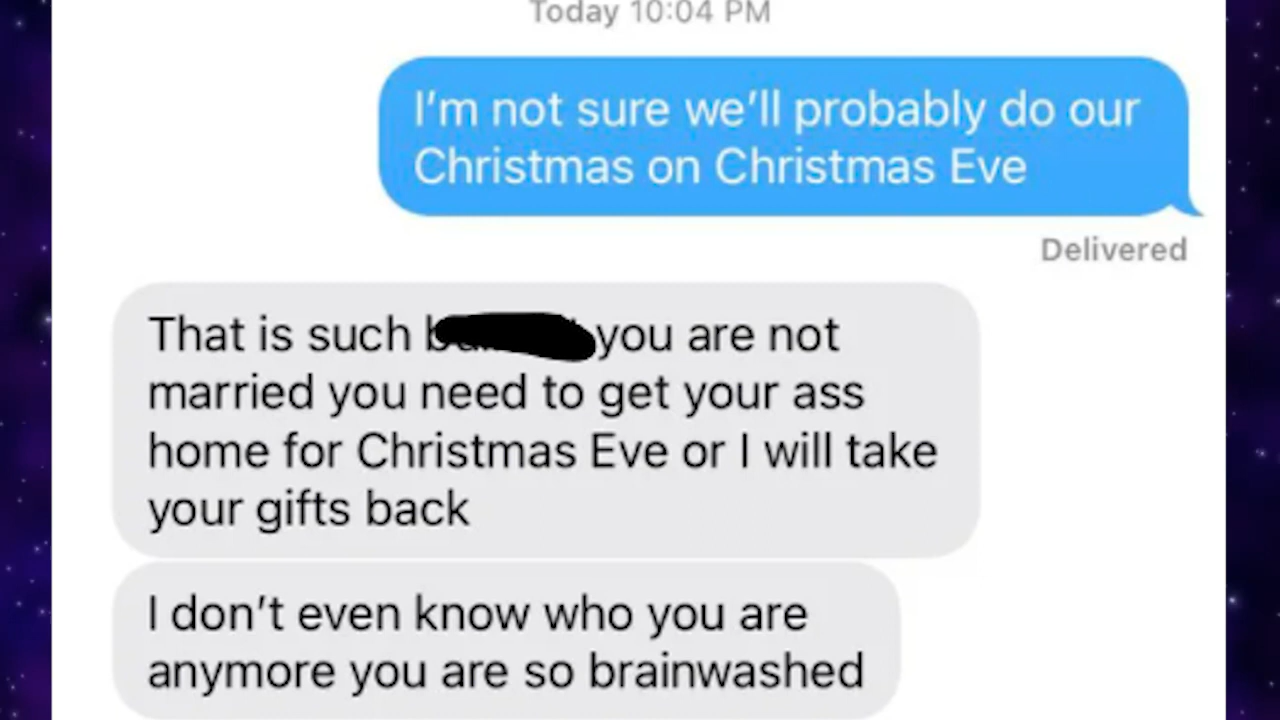 Today 10:04 PM
I'm not sure we'll probably do our
Christmas on Christmas Eve
Delivered
That is such you are not
married you need to get your ass
home for Christmas Eve or I will take
your gifts back
I don't even know who you are
anymore you are so brainwashed